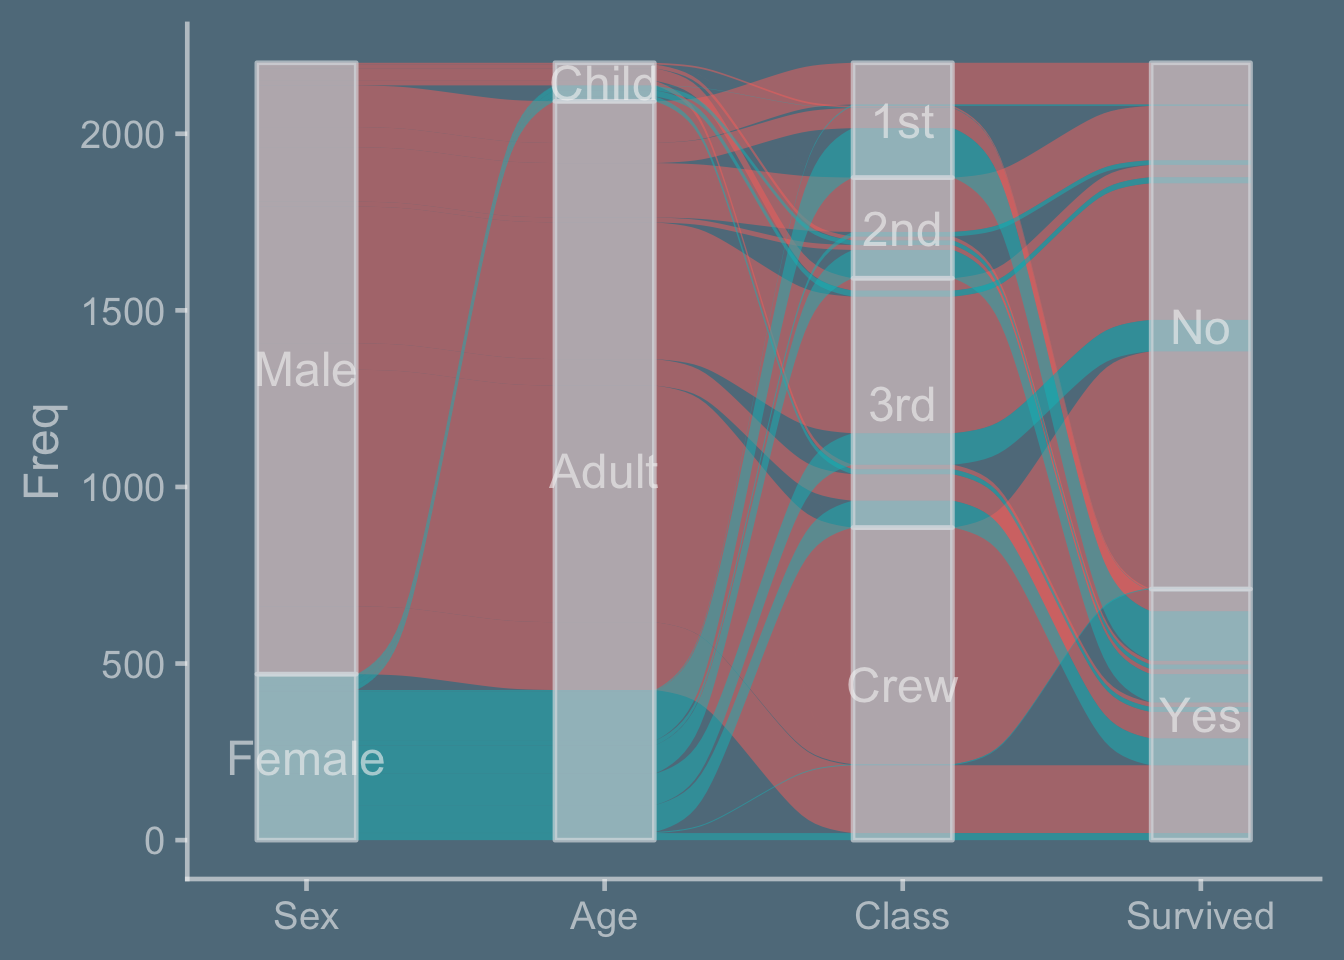 Freq
2000
1500
1000
500
0
Male
Female
Child
Adult
1st
2nd
3rd
Crew
No
Yes
Sex Age Class Survived